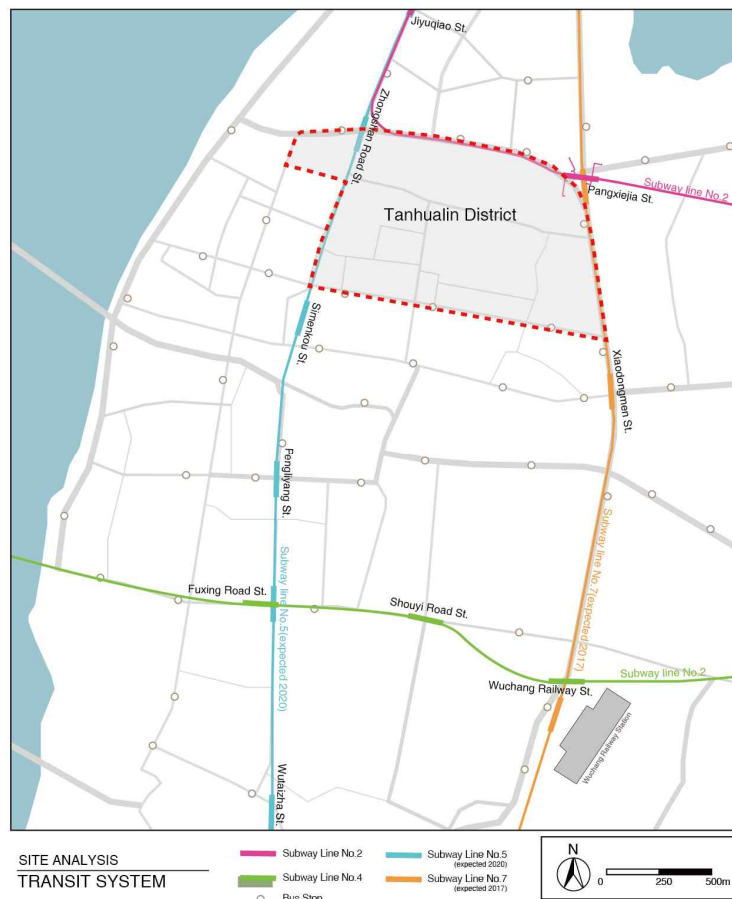 Jiyuqiao St.
Zhongshan Road St.
Subway line No.2
Pangxiejia St.
Tanhualin District
Simenkou St.
Xiaodongmen St.
Pengliyang St.
Subway line No.7(expected 2017)
Subway line No.5(expected 2020)
Fuxing Road St.
Shouyi Road St.
Subway line No.2
Wuchang Railway St.
Wuchang Railway Station
Wutaizha St.
SITE ANALYSIS
TRANSIT SYSTEM
Subway Line No.2
Subway Line No.4
Bus Stop
Subway Line No.5
(expected 2020)
Subway Line No.7
(expected 2017)
N
0 250 500m